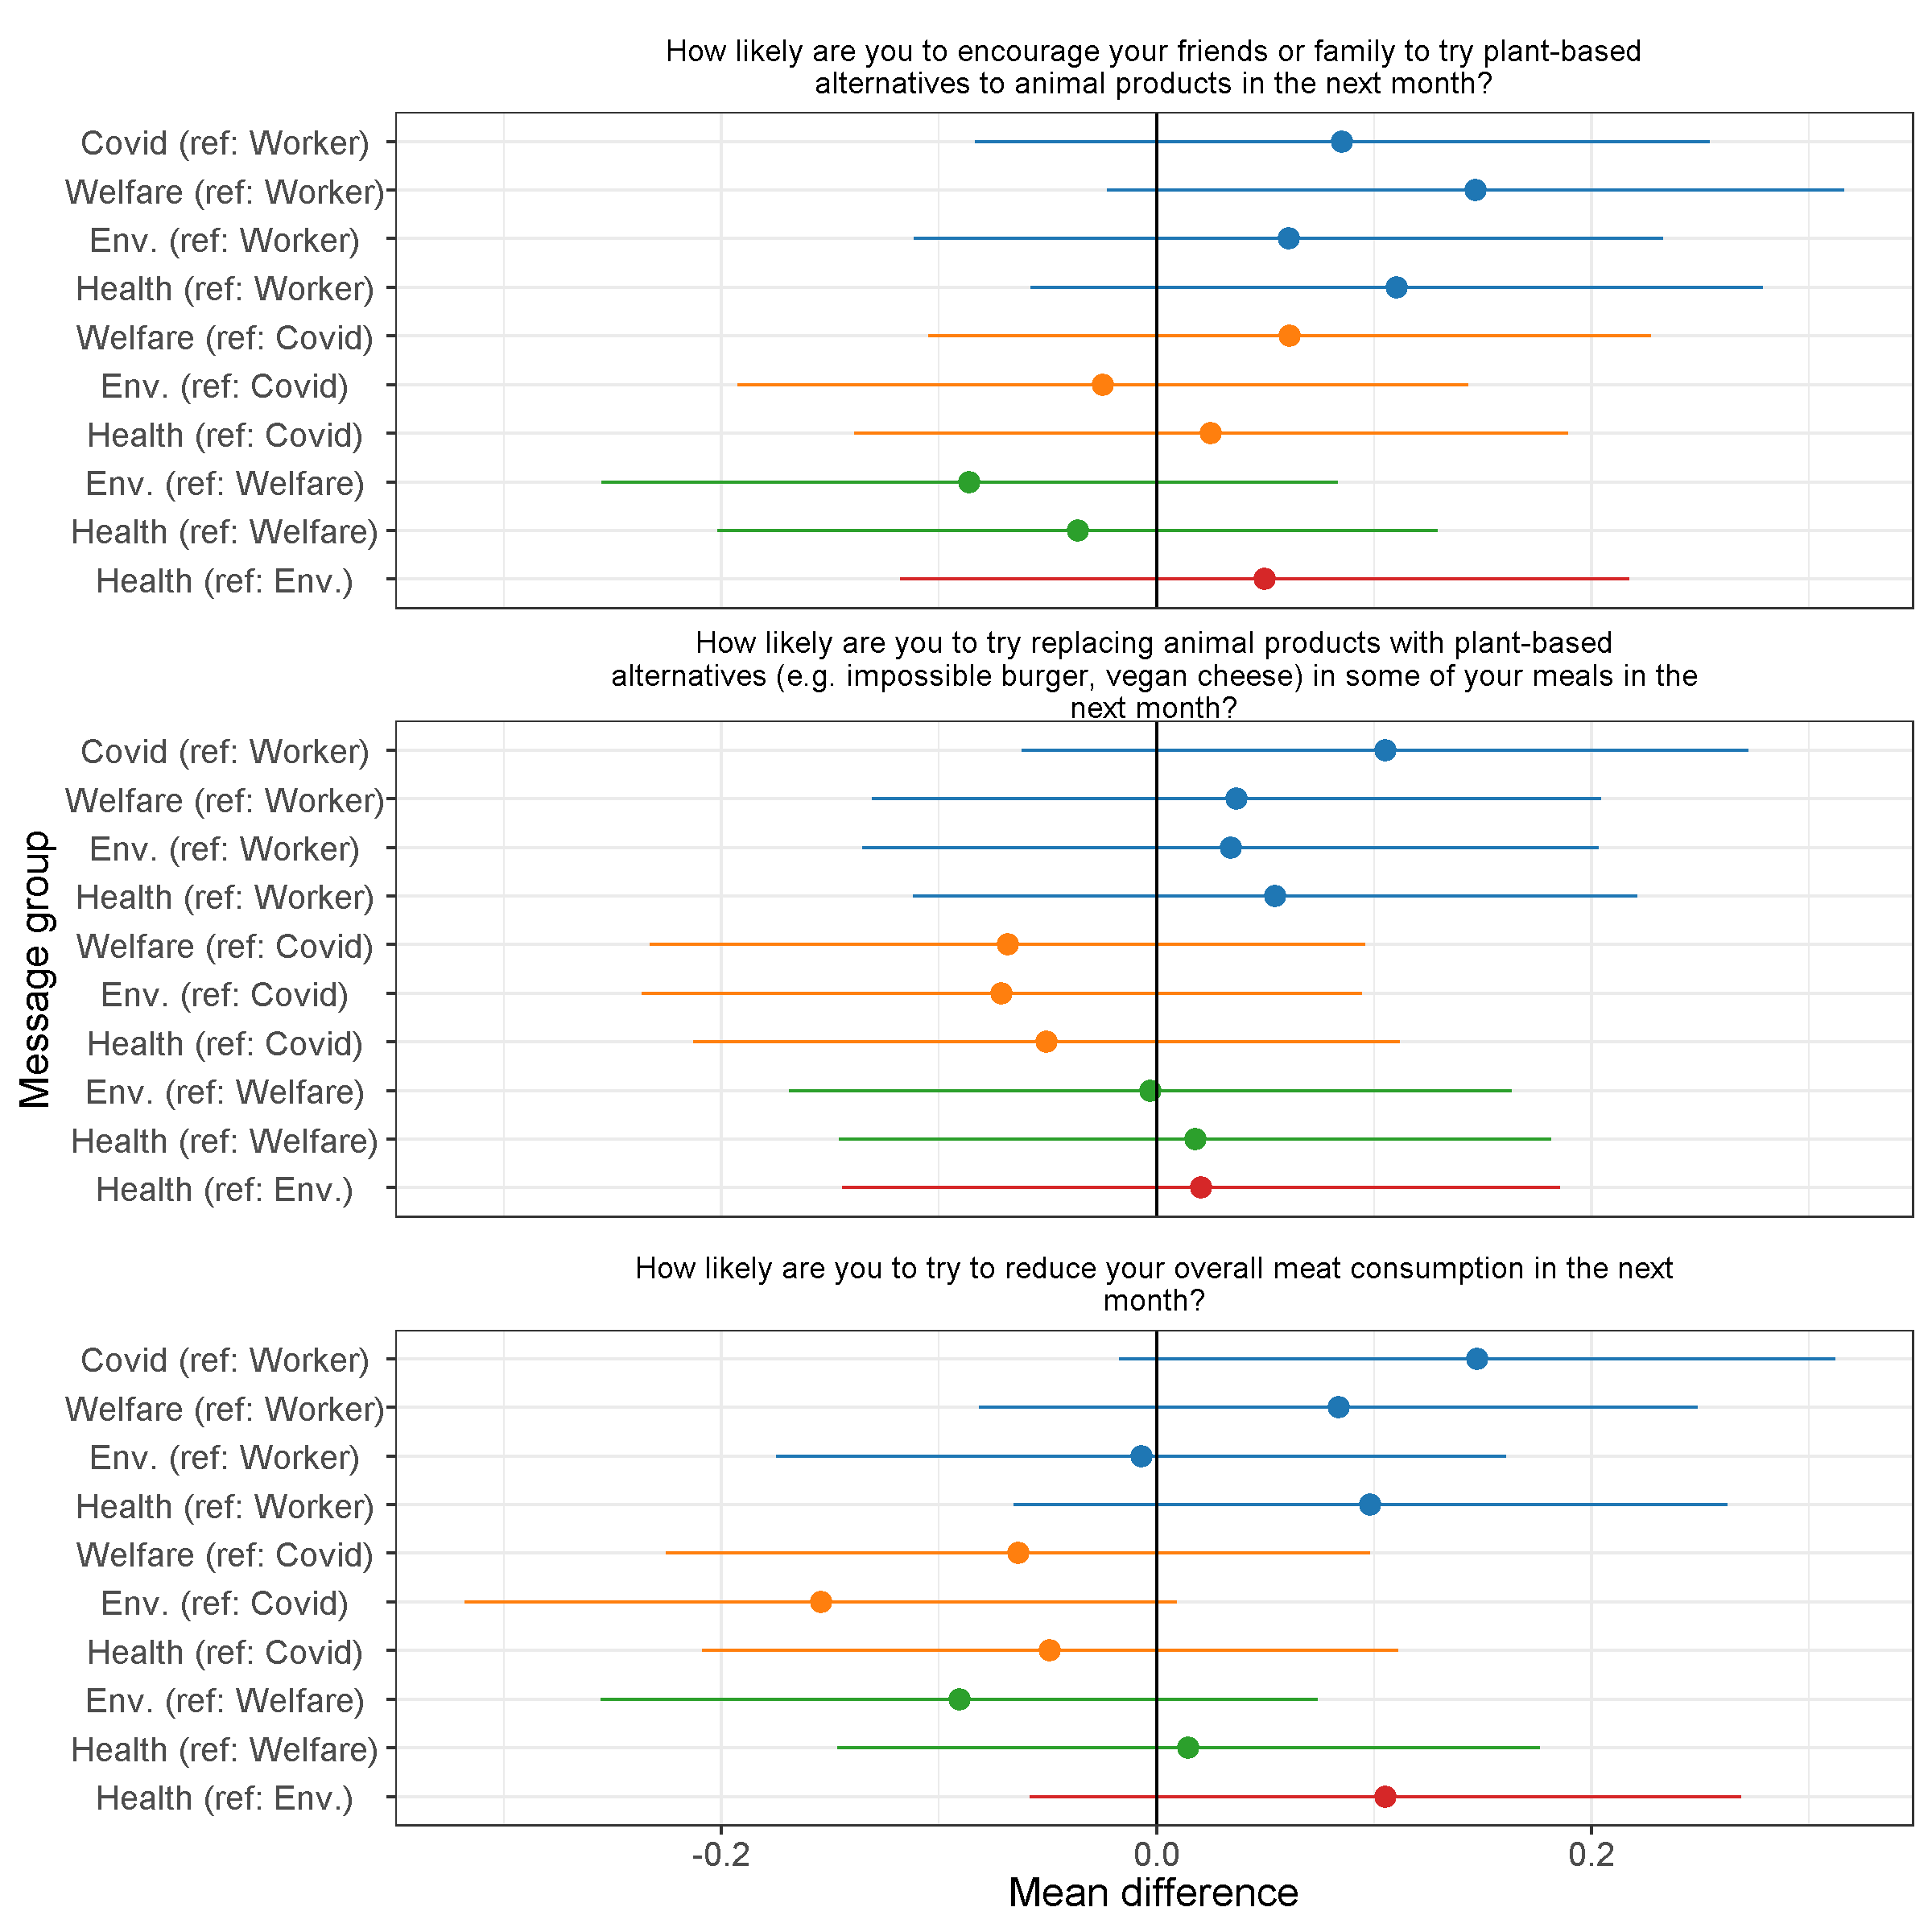 How likely are you to encourage your friends or family to try plant-based
alternatives to animal products in the next month?
Covid (ref: Worker)
Welfare (ref: Worker)
Env. (ref: Worker)
Health (ref: Worker)
Welfare (ref: Covid)
Env. (ref: Covid)
Health (ref: Covid)
Env. (ref: Welfare)
Health (ref: Welfare)
Health (ref: Env.)
How likely are you to try replacing animal products with plant-based
alternatives (e.g. impossible burger, vegan cheese) in some of your meals in the
next month?
Covid (ref: Worker)
Welfare (ref: Worker)
Env. (ref: Worker)
Health (ref: Worker)
Welfare (ref: Covid)
Env. (ref: Covid)
Health (ref: Covid)
Env. (ref: Welfare)
Health (ref: Welfare)
Health (ref: Env.)
Message group
How likely are you to try to reduce your overall meat consumption in the next
month?
Covid (ref: Worker)
Welfare (ref: Worker)
Env. (ref: Worker)
Health (ref: Worker)
Welfare (ref: Covid)
Env. (ref: Covid)
Health (ref: Covid)
Env. (ref: Welfare)
Health (ref: Welfare)
Health (ref: Env.)
-0.2 0.0 0.2
Mean difference